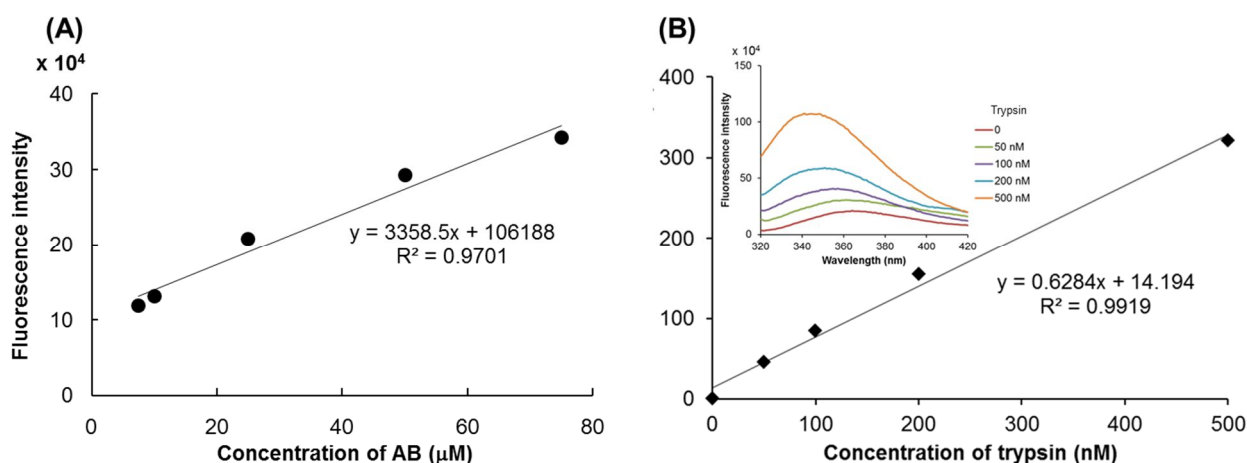 (A)
x 10⁴
40
30
20
10
0
Fluorescence intensity
y = 3358.5x + 106188
R² = 0.9701
0 20 40 60 80
Concentration of AB (μM)
(B)
400
300
200
100
0
y = 0.6284x + 14.194
R² = 0.9919
0 100 200 300 400 500
Concentration of trypsin (nM)
x 10⁴
150
100
50
0
Fluorescence intsnsity
320 340 360 380 400 420
Wavelength (nm)
Trypsin
0
50 nM
100 nM
200 nM
500 nM